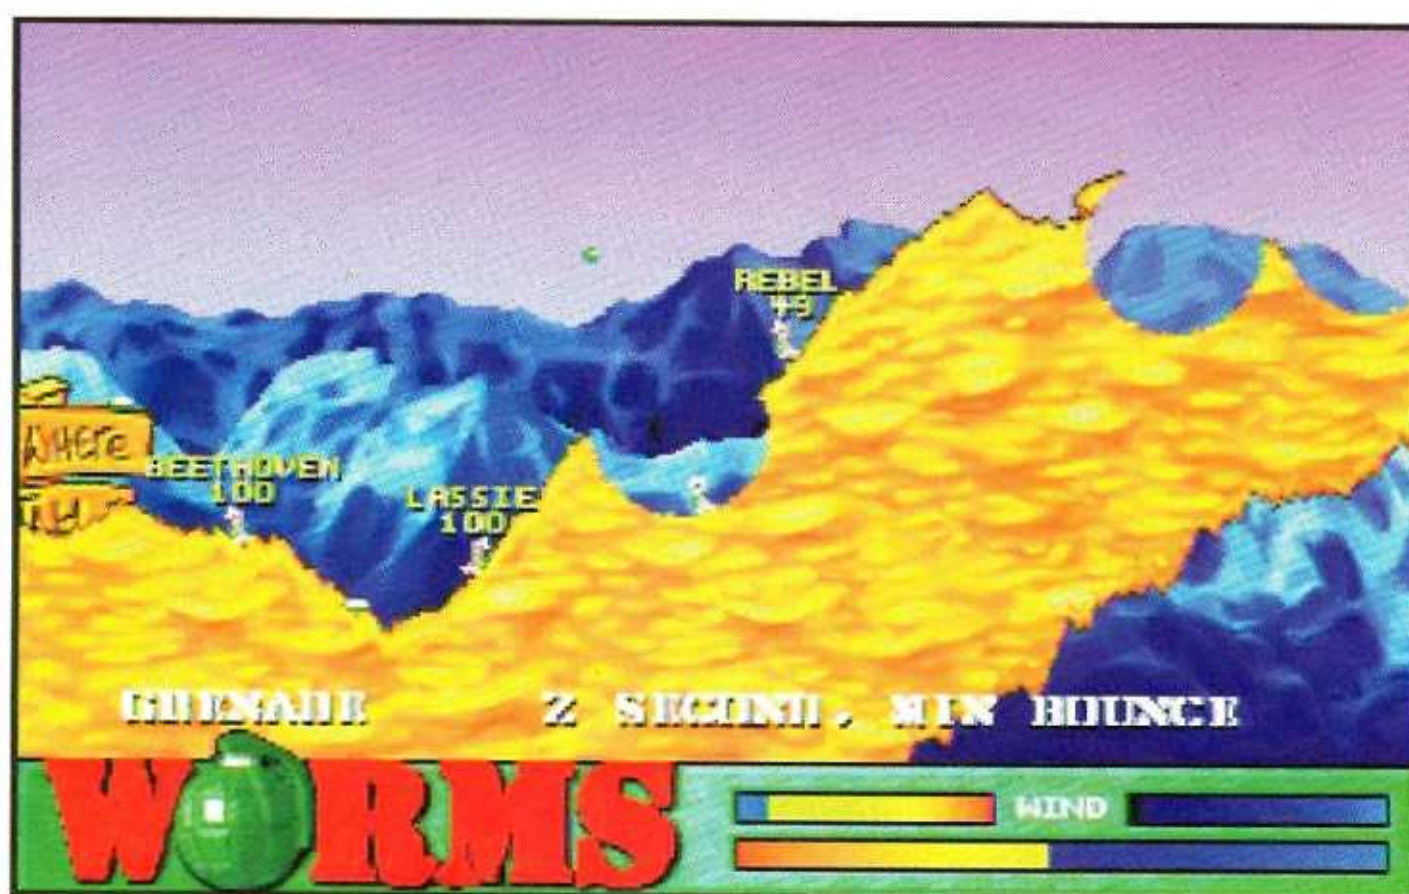 REBEL
49
WHERE
BEETHOVEN
100
LASSIE
100
GRENADE 2 SECOND, MIN BOUNCE
WORMS
WIND